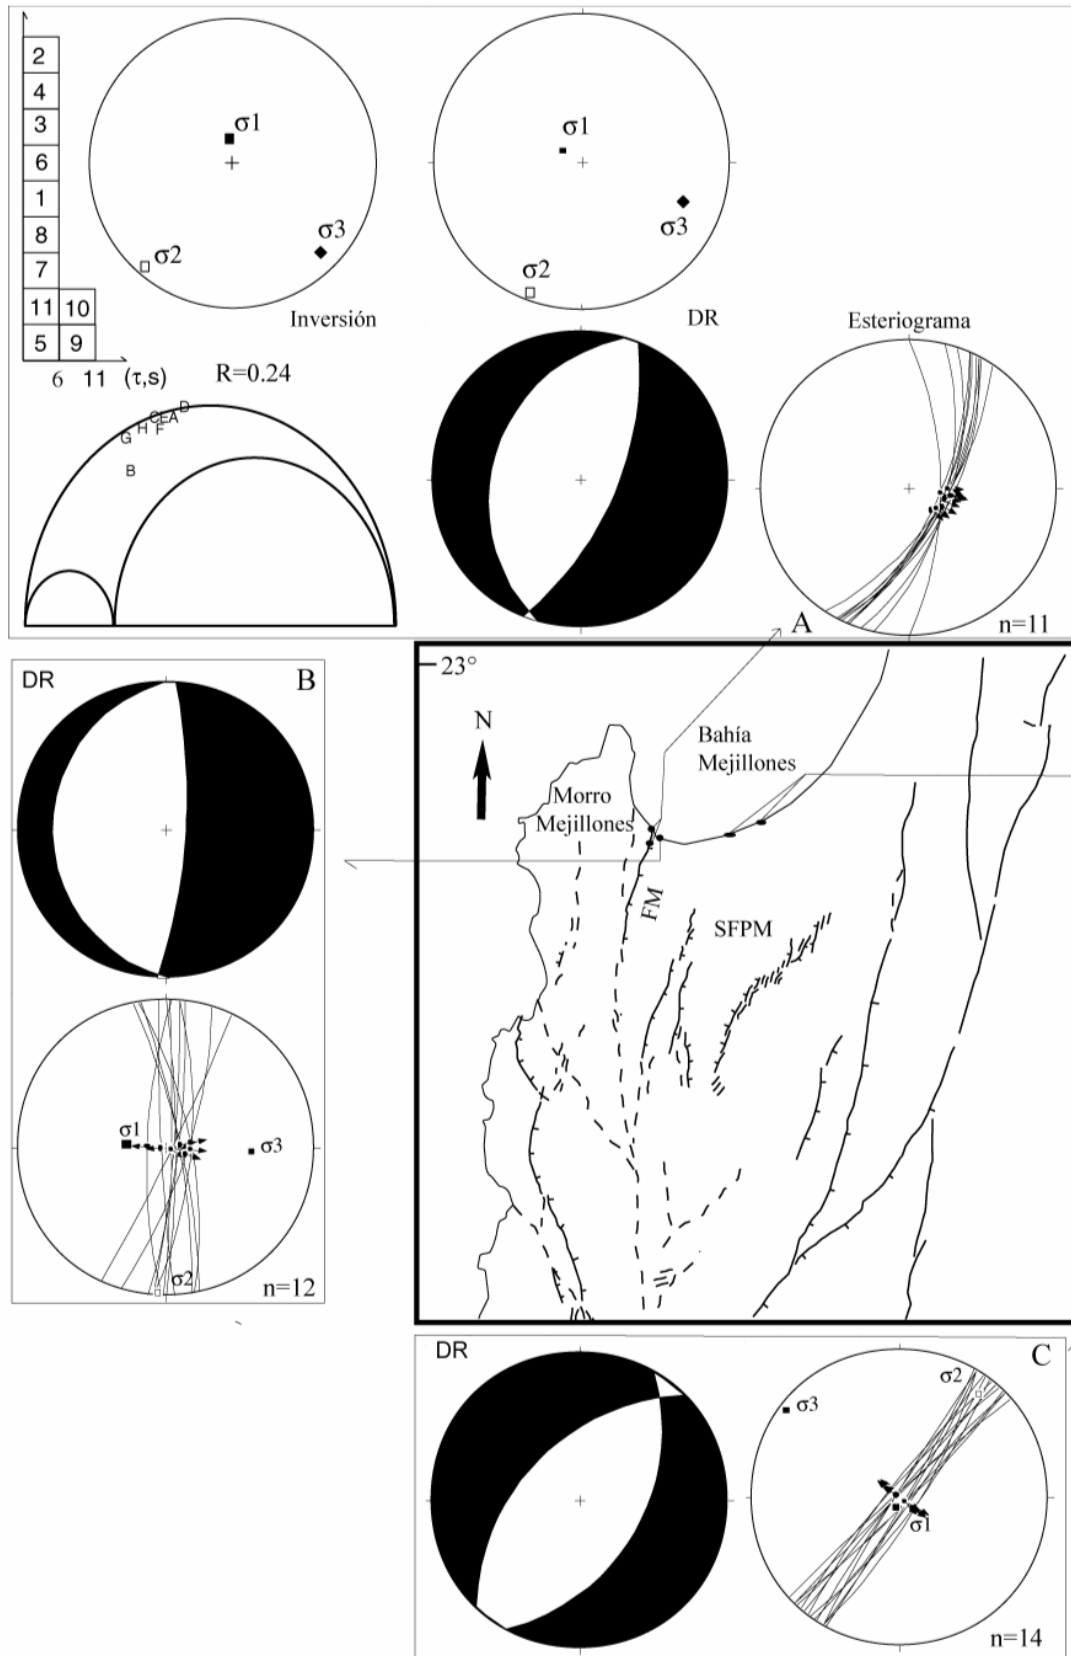 2
4
3
6
1
8
7
11 10
5 9
6 11 (τ,s)
σ1
σ2
σ3
Inversión
σ1
σ2
σ3
DR
Esteriograma
R=0.24
D
C E A
H F
G
B
A
n=11
DR
B
σ1
σ3
σ2
n=12
23°
N
Bahía
Mejillones
Morro
Mejillones
FM
SFPM
DR
C
σ2
σ3
σ1
n=14